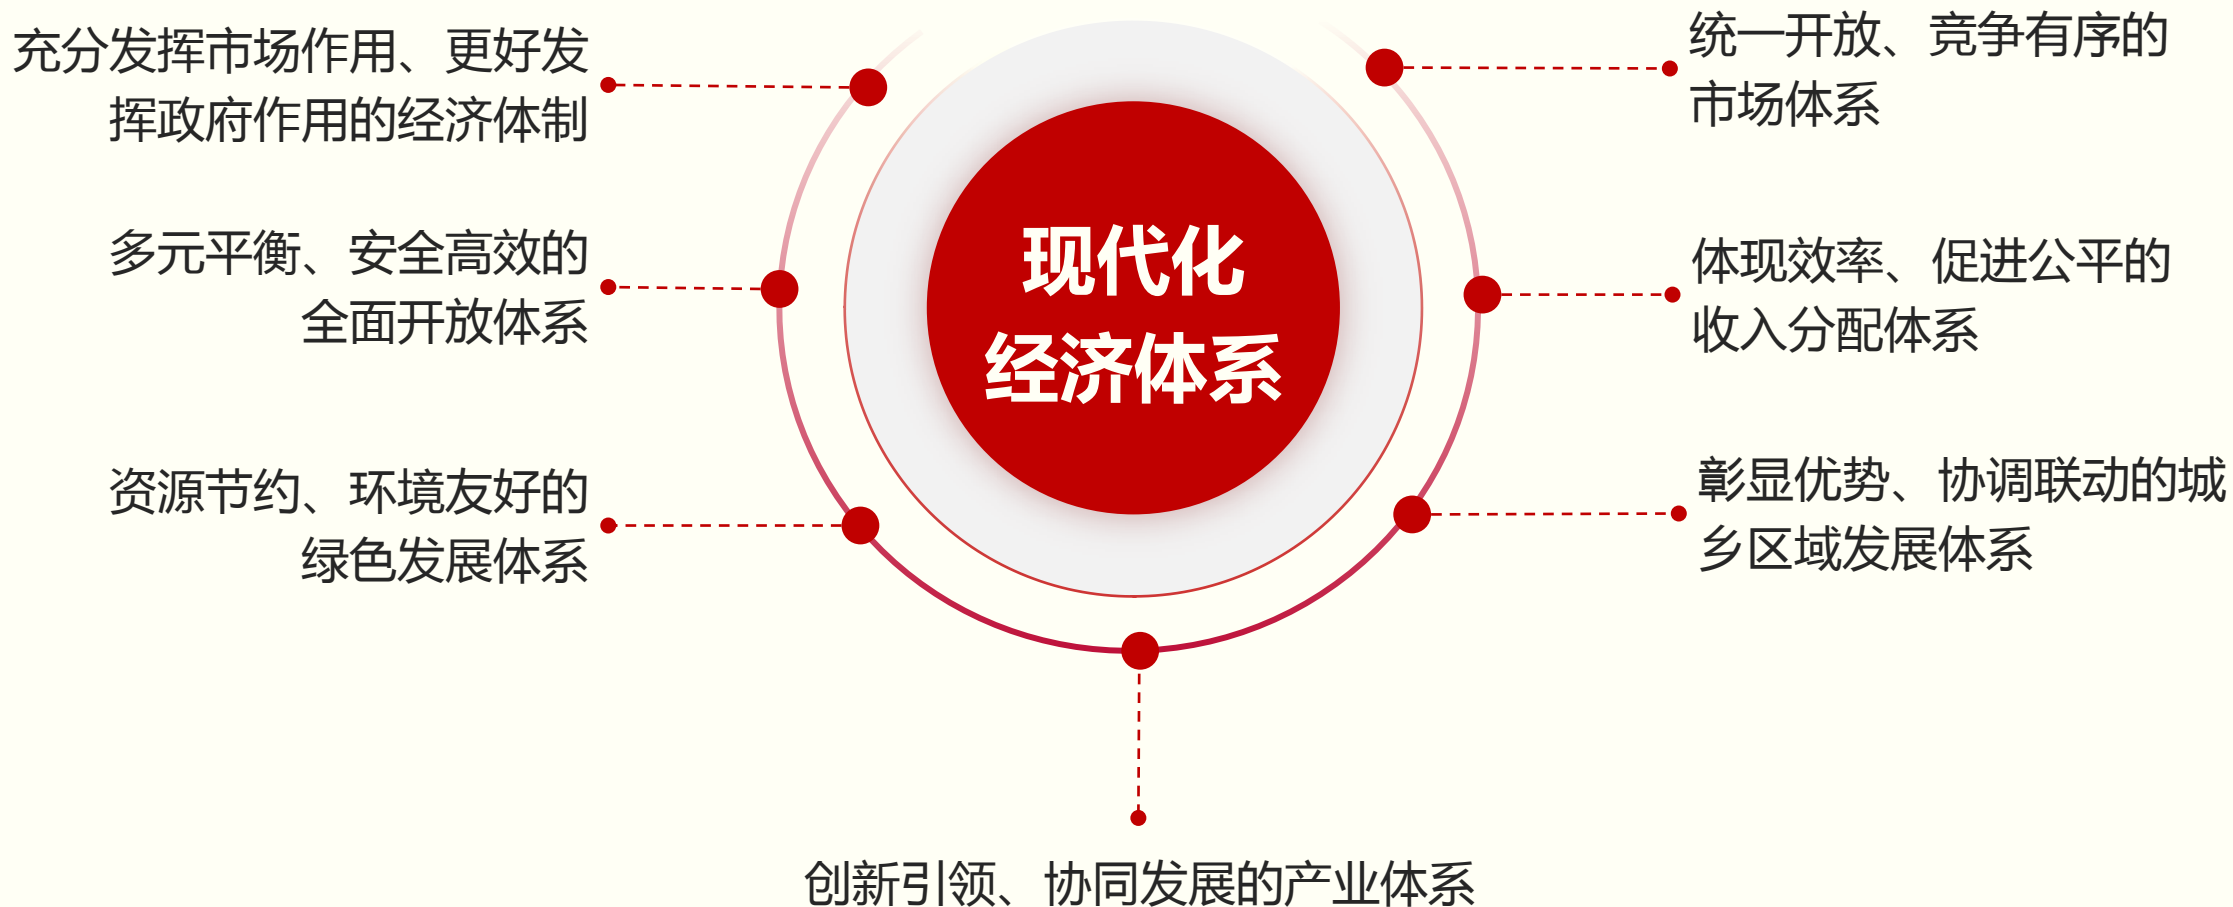 充分发挥市场作用、更好发
挥政府作用的经济体制
多元平衡、安全高效的
全面开放体系
资源节约、环境友好的
绿色发展体系
现代化
经济体系
统一开放、竞争有序的
市场体系
体现效率、促进公平的
收入分配体系
彰显优势、协调联动的城
乡区域发展体系
创新引领、协同发展的产业体系